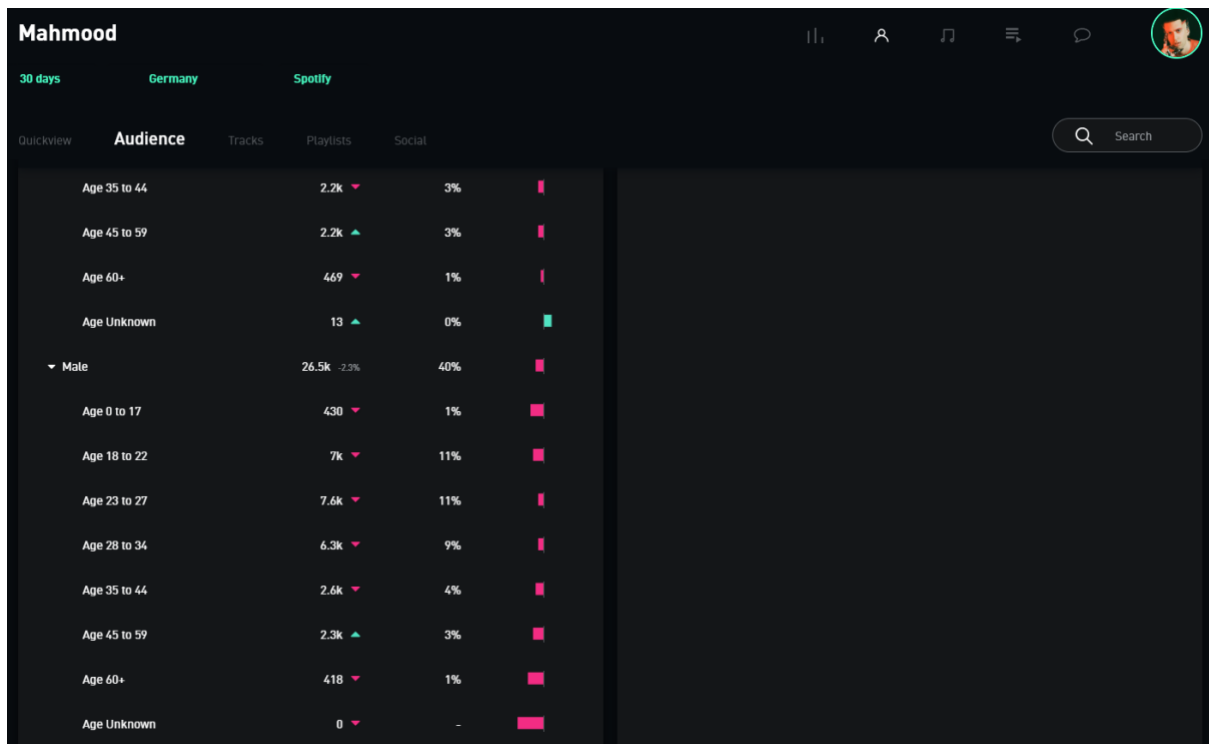 Mahmood
30 days Germany Spotify
Quickview Audience Tracks Playlists Social Search
Age 35 to 44 2.2k 3%
Age 45 to 59 2.2k 3%
Age 60+ 469 1%
Age Unknown 13 0%
Male 26.5k -2.3% 40%
Age 0 to 17 430 1%
Age 18 to 22 7k 11%
Age 23 to 27 7.6k 11%
Age 28 to 34 6.3k 9%
Age 35 to 44 2.6k 4%
Age 45 to 59 2.3k 3%
Age 60+ 418 1%
Age Unknown 0 -